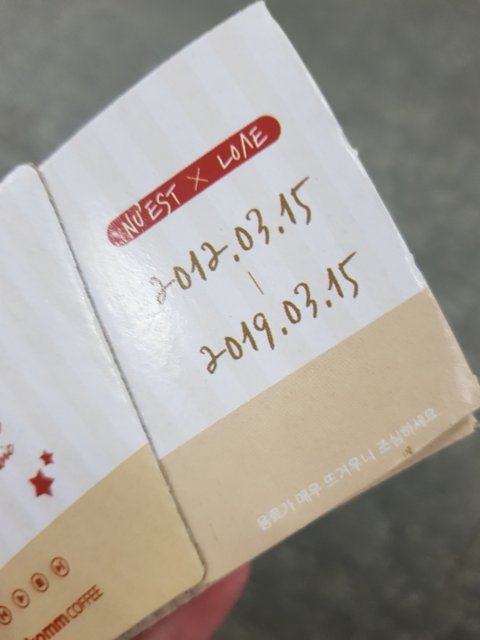 NU'EST X LOΛE
2012.03.15
|
2019.03.15
음료가 매우 뜨거우니 조심하세요
COFFEE